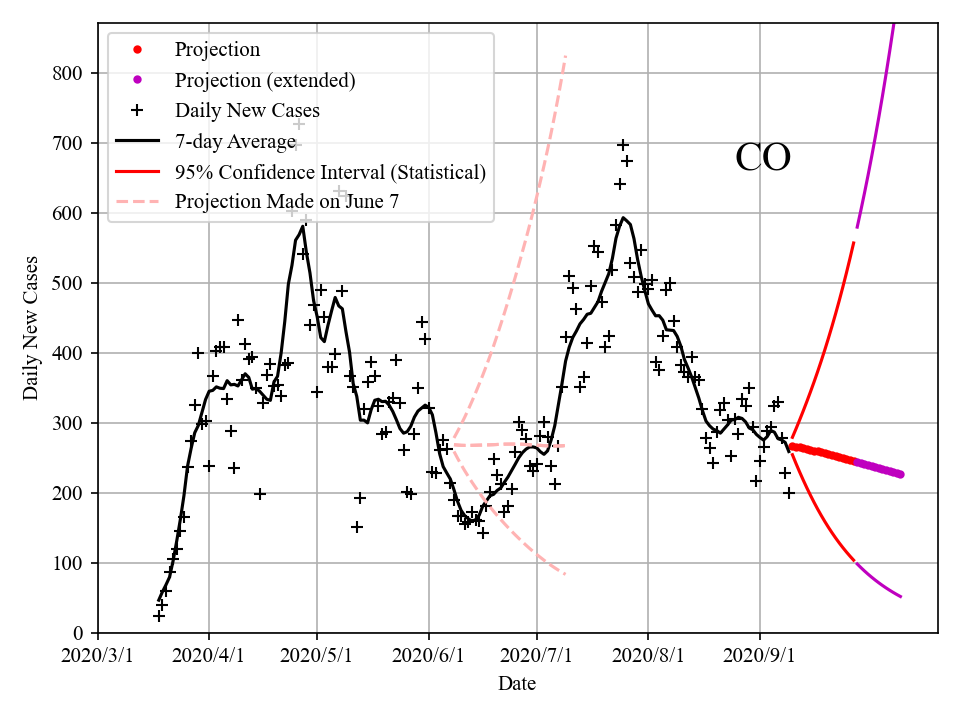 Projection
Projection (extended)
Daily New Cases
7-day Average
95% Confidence Interval (Statistical)
Projection Made on June 7
CO
800
700
600
500
400
300
200
100
0
Daily New Cases
2020/3/1 2020/4/1 2020/5/1 2020/6/1 2020/7/1 2020/8/1 2020/9/1
Date